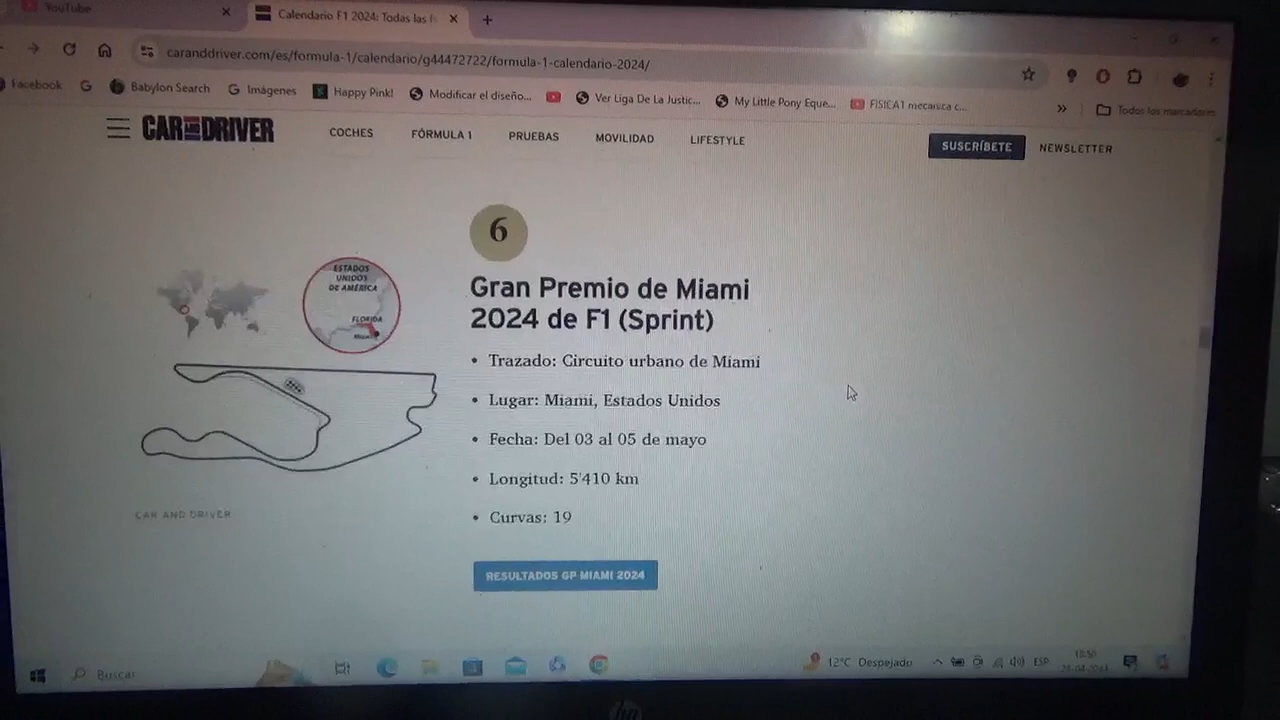 YouTube
Calendario F1 2024: Todas las
caranddriver.com/es/formula-1/calendario/g44472722/formula-1-calendario-2024/
Facebook
G
Babylon Search
G Imágenes
Happy Pink!
Modificar el diseño...
Ver Liga De La Justic...
My Little Pony Eque...
FISICA1 mecanica c...
»
Todos los marcadores
CAR AND DRIVER
COCHES
FÓRMULA 1
PRUEBAS
MOVILIDAD
LIFESTYLE
SUSCRÍBETE
NEWSLETTER
6
ESTADOS
UNIDOS
DE AMÉRICA
FLORIDA
Miami
Gran Premio de Miami
2024 de F1 (Sprint)
• Trazado: Circuito urbano de Miami
• Lugar: Miami, Estados Unidos
• Fecha: Del 03 al 05 de mayo
• Longitud: 5'410 km
• Curvas: 19
CAR AND DRIVER
RESULTADOS GP MIAMI 2024
Buscar
12°C Despejado
ESP
hp